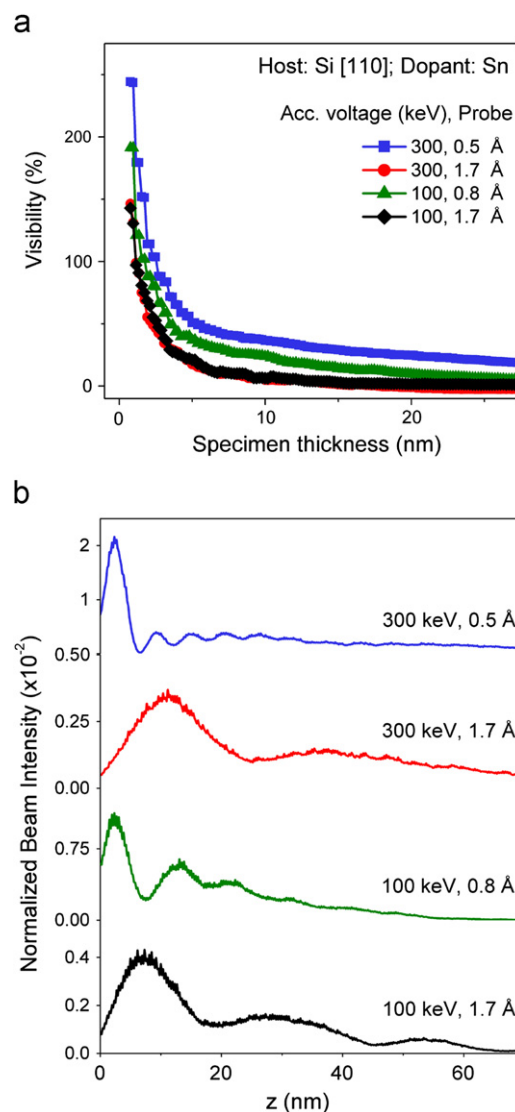 a
Host: Si [110]; Dopant: Sn
Acc. voltage (keV), Probe
300, 0.5 Å
300, 1.7 Å
100, 0.8 Å
100, 1.7 Å
200
100
0
Visibility (%)
0 10 20
Specimen thickness (nm)
b
2
1
0.50
0.25
0.00
0.75
0.00
0.4
0.2
0.0
Normalized Beam Intensity (x10⁻²)
300 keV, 0.5 Å
300 keV, 1.7 Å
100 keV, 0.8 Å
100 keV, 1.7 Å
0 20 40 60
z (nm)